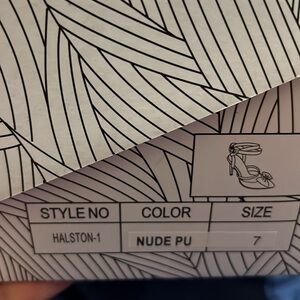 STYLE NO COLOR SIZE
HALSTON-1 NUDE PU 7